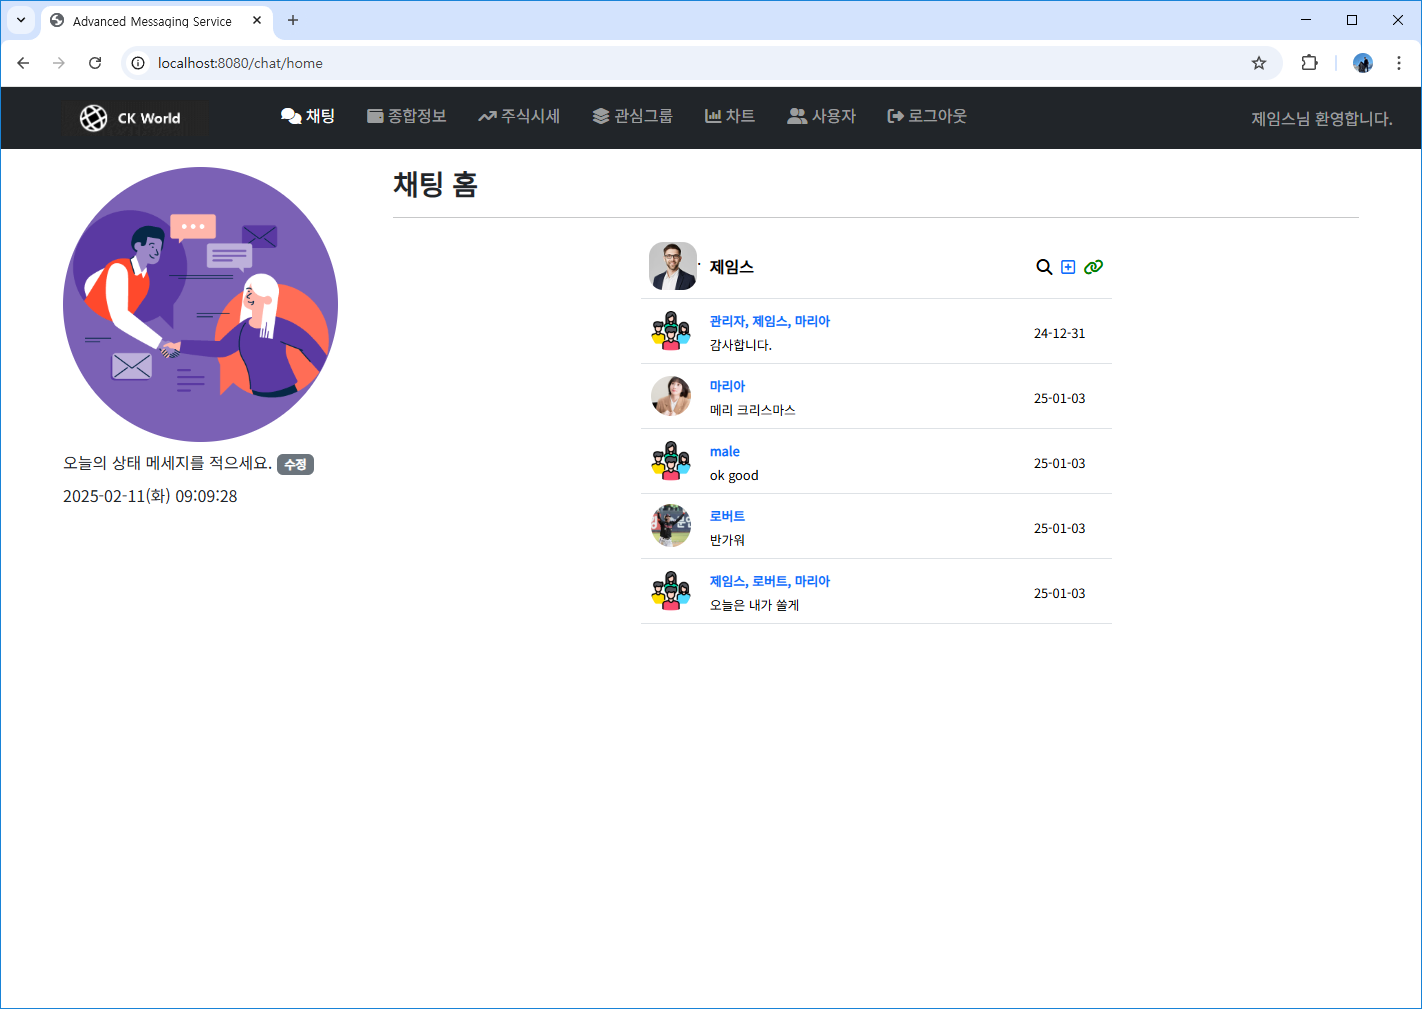 Advanced Messaging Service
localhost:8080/chat/home
CK World
채팅
종합정보
주식시세
관심그룹
차트
사용자
로그아웃
제임스님 환영합니다.
채팅 홈
제임스
관리자, 제임스, 마리아
감사합니다.
24-12-31
마리아
메리 크리스마스
25-01-03
male
ok good
25-01-03
로버트
반가워
25-01-03
제임스, 로버트, 마리아
오늘은 내가 쏠게
25-01-03
오늘의 상태 메세지를 적으세요. 수정
2025-02-11(화) 09:09:28